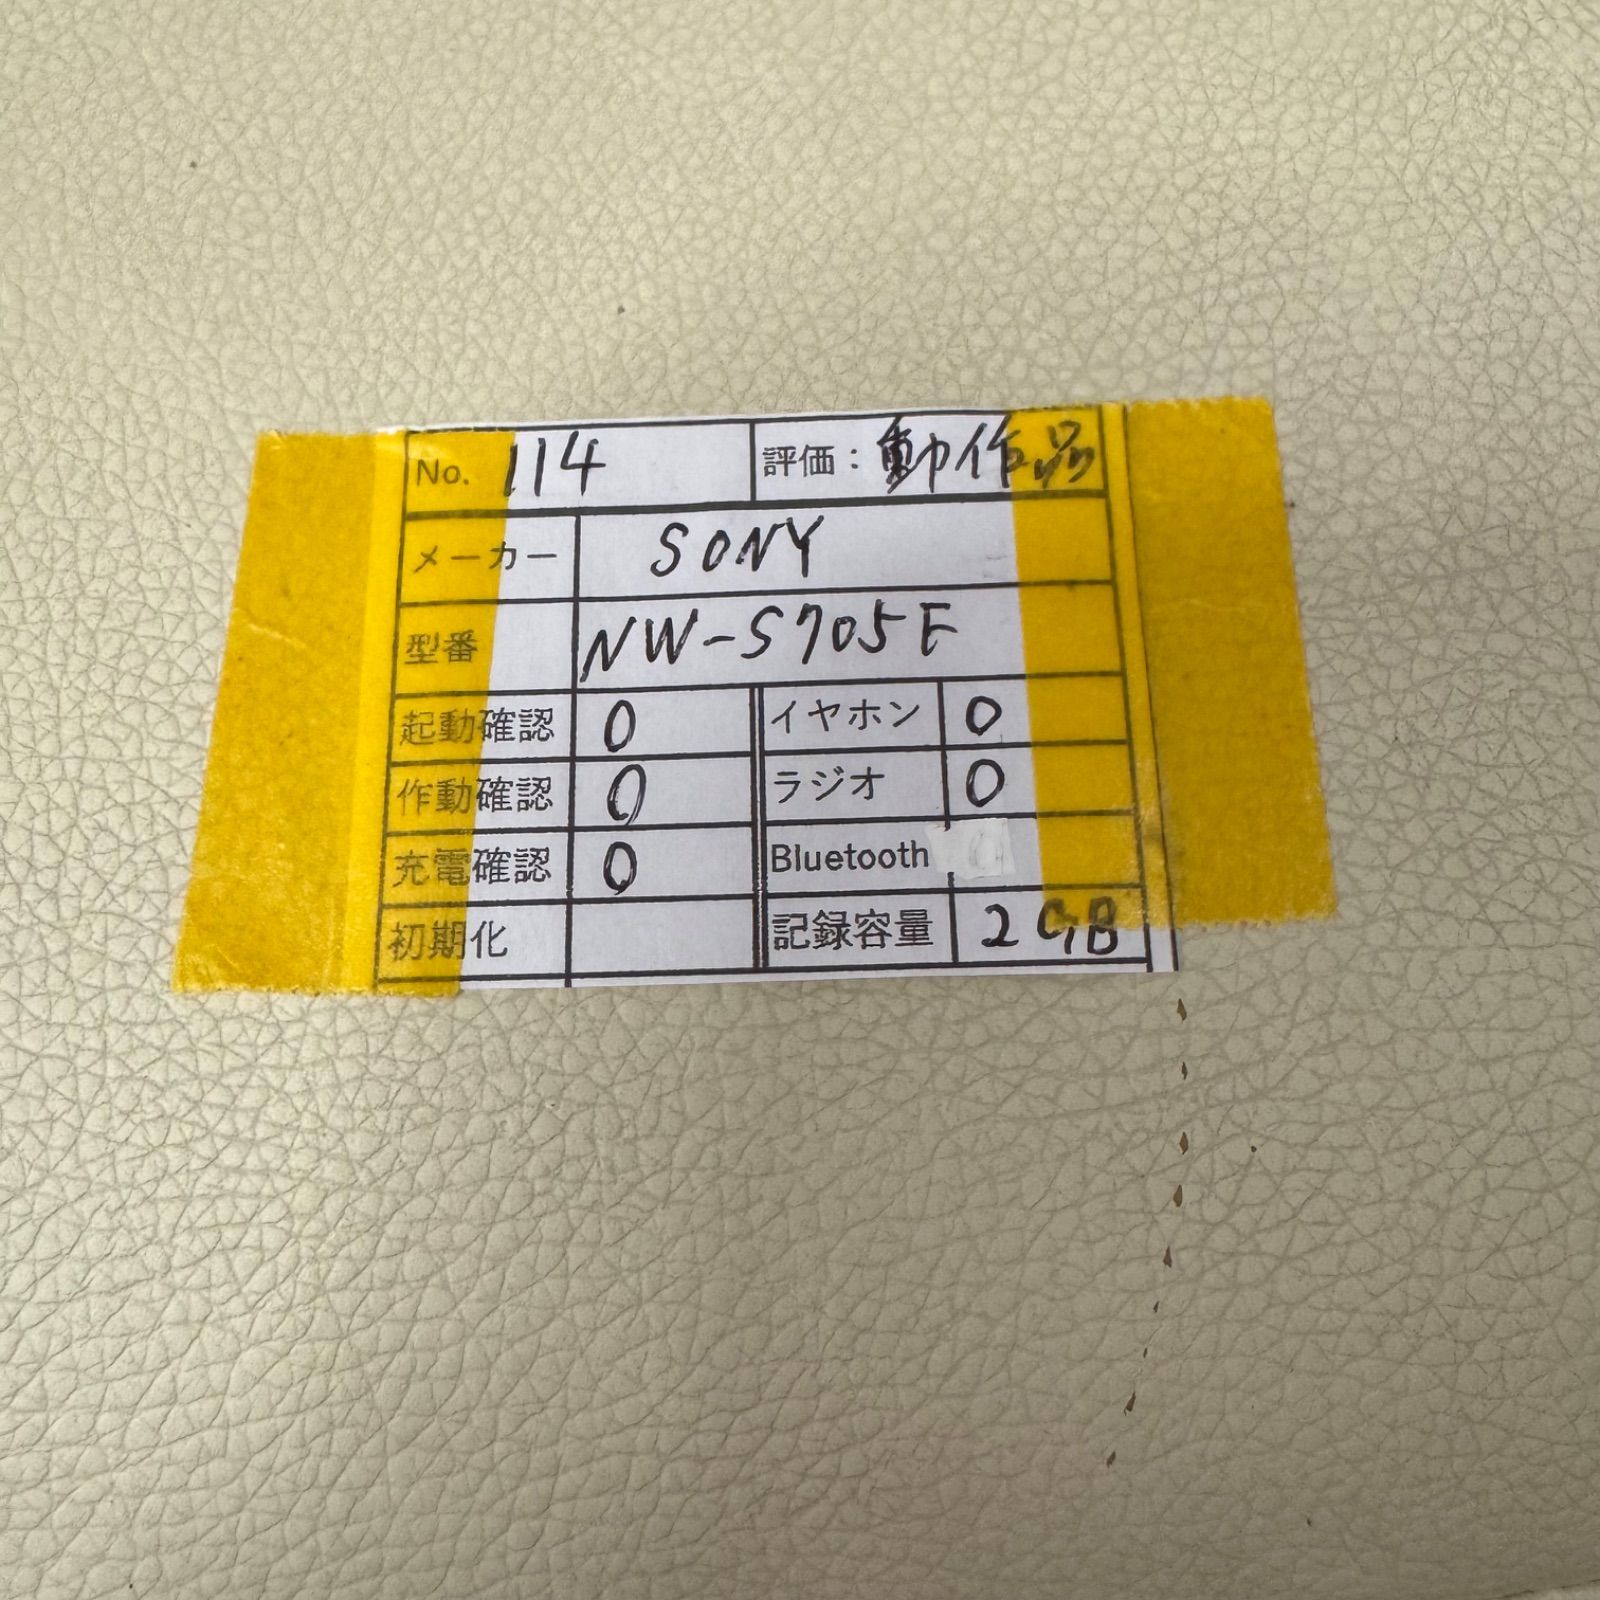 No. 114 評価：動作品
メーカー SONY
型番 NW-S705F
起動確認 0 イヤホン 0
作動確認 0 ラジオ 0
充電確認 0 Bluetooth
初期化 記録容量 2GB